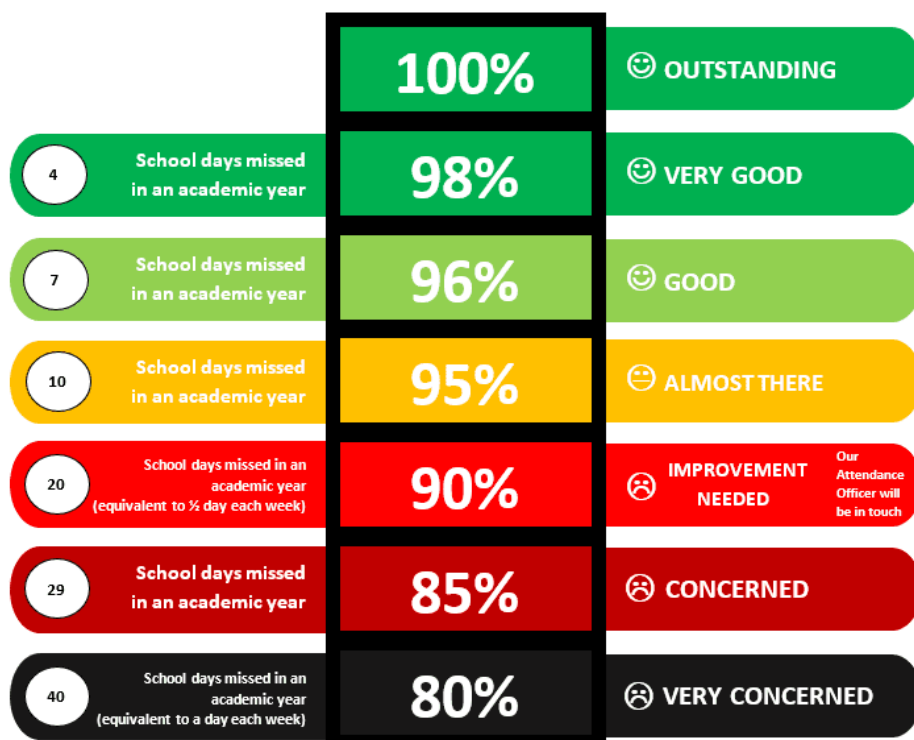 100%
OUTSTANDING
4
School days missed
in an academic year
98%
VERY GOOD
7
School days missed
in an academic year
96%
GOOD
10
School days missed
in an academic year
95%
ALMOST THERE
20
School days missed in an
academic year
(equivalent to ½ day each week)
90%
IMPROVEMENT
NEEDED
Our
Attendance
Officer will
be in touch
29
School days missed
in an academic year
85%
CONCERNED
40
School days missed in an
academic year
(equivalent to a day each week)
80%
VERY CONCERNED